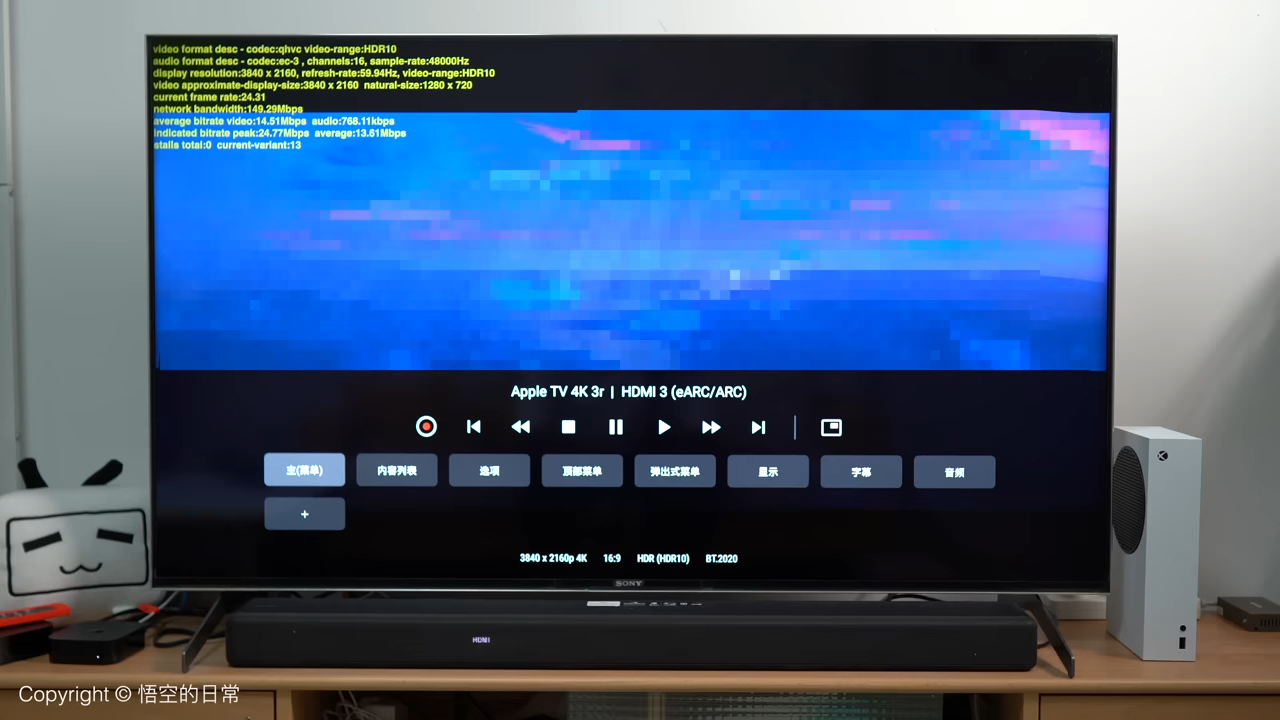 video format desc - codec:qhvc video-range:HDR10
audio format desc - codec:ec-3 , channels:16, sample-rate:48000Hz
display resolution:3840 x 2160, refresh-rate:59.94Hz, video-range:HDR10
video approximate-display-size:3840 x 2160 natural-size:1280 x 720
current frame rate:24.31
network bandwidth:149.29Mbps
average bitrate video:14.51Mbps audio:768.11kbps
indicated bitrate peak:24.77Mbps average:13.61Mbps
stalls total:0 current-variant:13
Apple TV 4K 3r | HDMI 3 (eARC/ARC)
主(菜单) 内容列表 选项 顶部菜单 弹出式菜单 显示 字幕 音频
+
3840 x 2160p 4K 16:9 HDR (HDR10) BT.2020
SONY
HDMI
Copyright © 悟空的日常